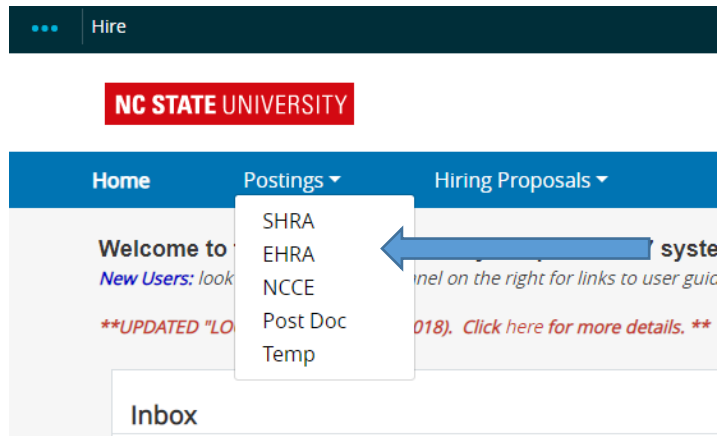 ••• Hire
NC STATE UNIVERSITY
Home Postings Hiring Proposals
SHRA
EHRA
NCCE
Post Doc
Temp
Welcome to syste
New Users: look nel on the right for links to user guid
**UPDATED "LO 018). Click here for more details. **
Inbox